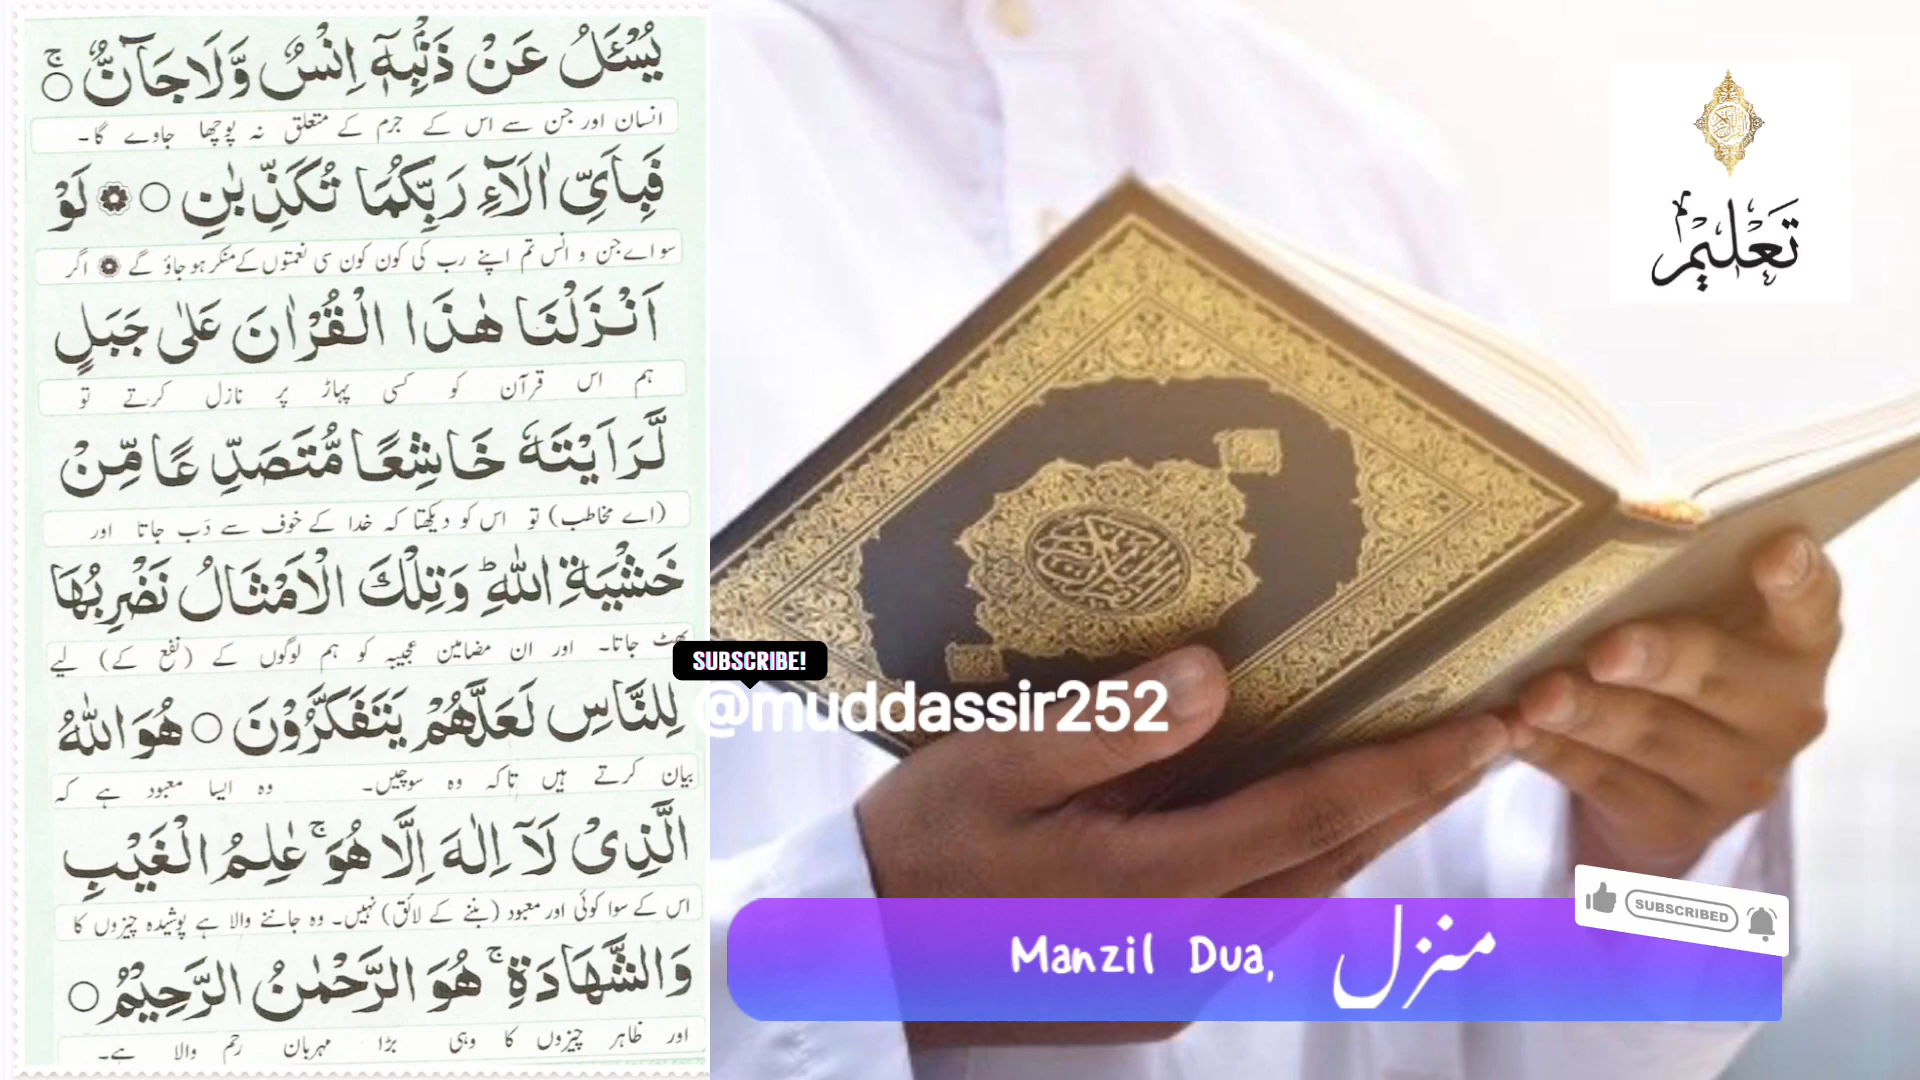 يُسْـَٔلُ عَنْ ذَنْۢبِهٖٓ اِنْسٌ وَّلَا جَآنٌّ ۚ
انسان اور جن سے اس کے جرم کے متعلق نہ پوچھا جاوے گا۔
فَبِاَىِّ اٰلَآءِ رَبِّكُمَا تُكَذِّبٰنِ ○ لَوْ
سو اے جن و انس تم اپنے رب کی کون کون سی نعمتوں کے منکر ہو جاؤ گے اگر
اَنْزَلْنَا هٰذَا الْقُرْاٰنَ عَلٰى جَبَلٍ
ہم اس قرآن کو کسی پہاڑ پر نازل کرتے تو
لَّرَاَيْتَهٗ خَاشِعًا مُّتَصَدِّعًا مِّنْ
(اے مخاطب) تو اس کو دیکھتا کہ خدا کے خوف سے دَب جاتا اور
خَشْيَةِ اللّٰهِ ؕ وَتِلْكَ الْاَمْثَالُ نَضْرِبُهَا
پھٹ جاتا۔ اور ان مضامین عجیبہ کو ہم لوگوں کے (نفع کے) لیے
لِلنَّاسِ لَعَلَّهُمْ يَتَفَكَّرُوْنَ ○ هُوَ اللّٰهُ
بیان کرتے ہیں تاکہ وہ سوچیں۔ وہ ایسا معبود ہے کہ
الَّذِىْ لَآ اِلٰهَ اِلَّا هُوَ ۚ عٰلِمُ الْغَيْبِ
اس کے سوا کوئی اور معبود (بننے کے لائق) نہیں۔ وہ جاننے والا ہے پوشیدہ چیزوں کا
وَالشَّهَادَةِ ۚ هُوَ الرَّحْمٰنُ الرَّحِيْمُ ○
اور ظاہر چیزوں کا وہی بڑا مہربان رحم والا ہے۔
تَعْلِیْم
SUBSCRIBE!
@muddassir252
Manzil Dua, منزل
SUBSCRIBED